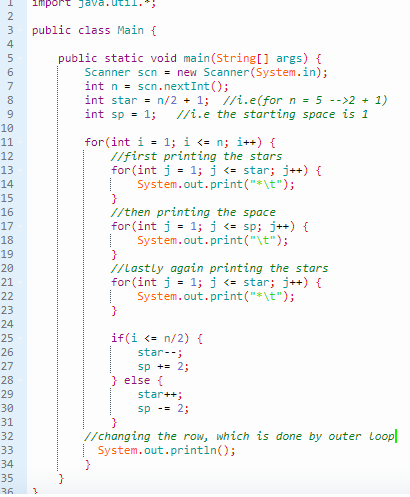 1 import java.util.*;
2
3 public class Main {
4
5 public static void main(String[] args) {
6 Scanner scn = new Scanner(System.in);
7 int n = scn.nextInt();
8 int star = n/2 + 1; //i.e(for n = 5 -->2 + 1)
9 int sp = 1; //i.e the starting space is 1
10
11 for(int i = 1; i <= n; i++) {
12 //first printing the stars
13 for(int j = 1; j <= star; j++) {
14 System.out.print("*\t");
15 }
16 //then printing the space
17 for(int j = 1; j <= sp; j++) {
18 System.out.print("\t");
19 }
20 //lastly again printing the stars
21 for(int j = 1; j <= star; j++) {
22 System.out.print("*\t");
23 }
24
25 if(i <= n/2) {
26 star--;
27 sp += 2;
28 } else {
29 star++;
30 sp -= 2;
31 }
32 //changing the row, which is done by outer loop
33 System.out.println();
34 }
35 }
36 }